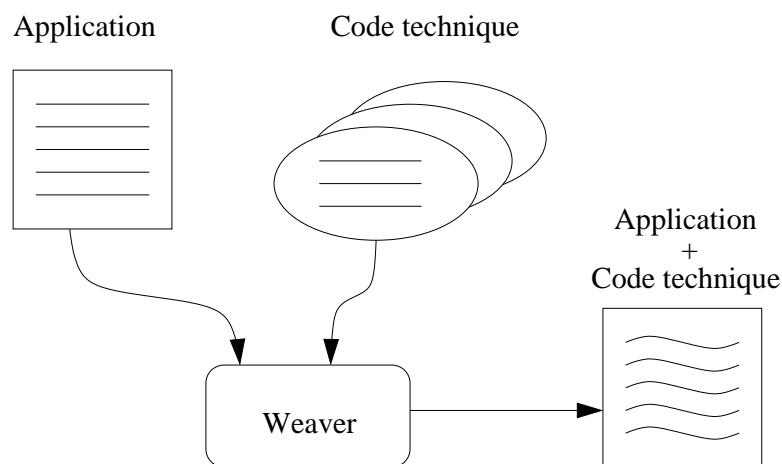 Application
Code technique
Application
+
Code technique
Weaver